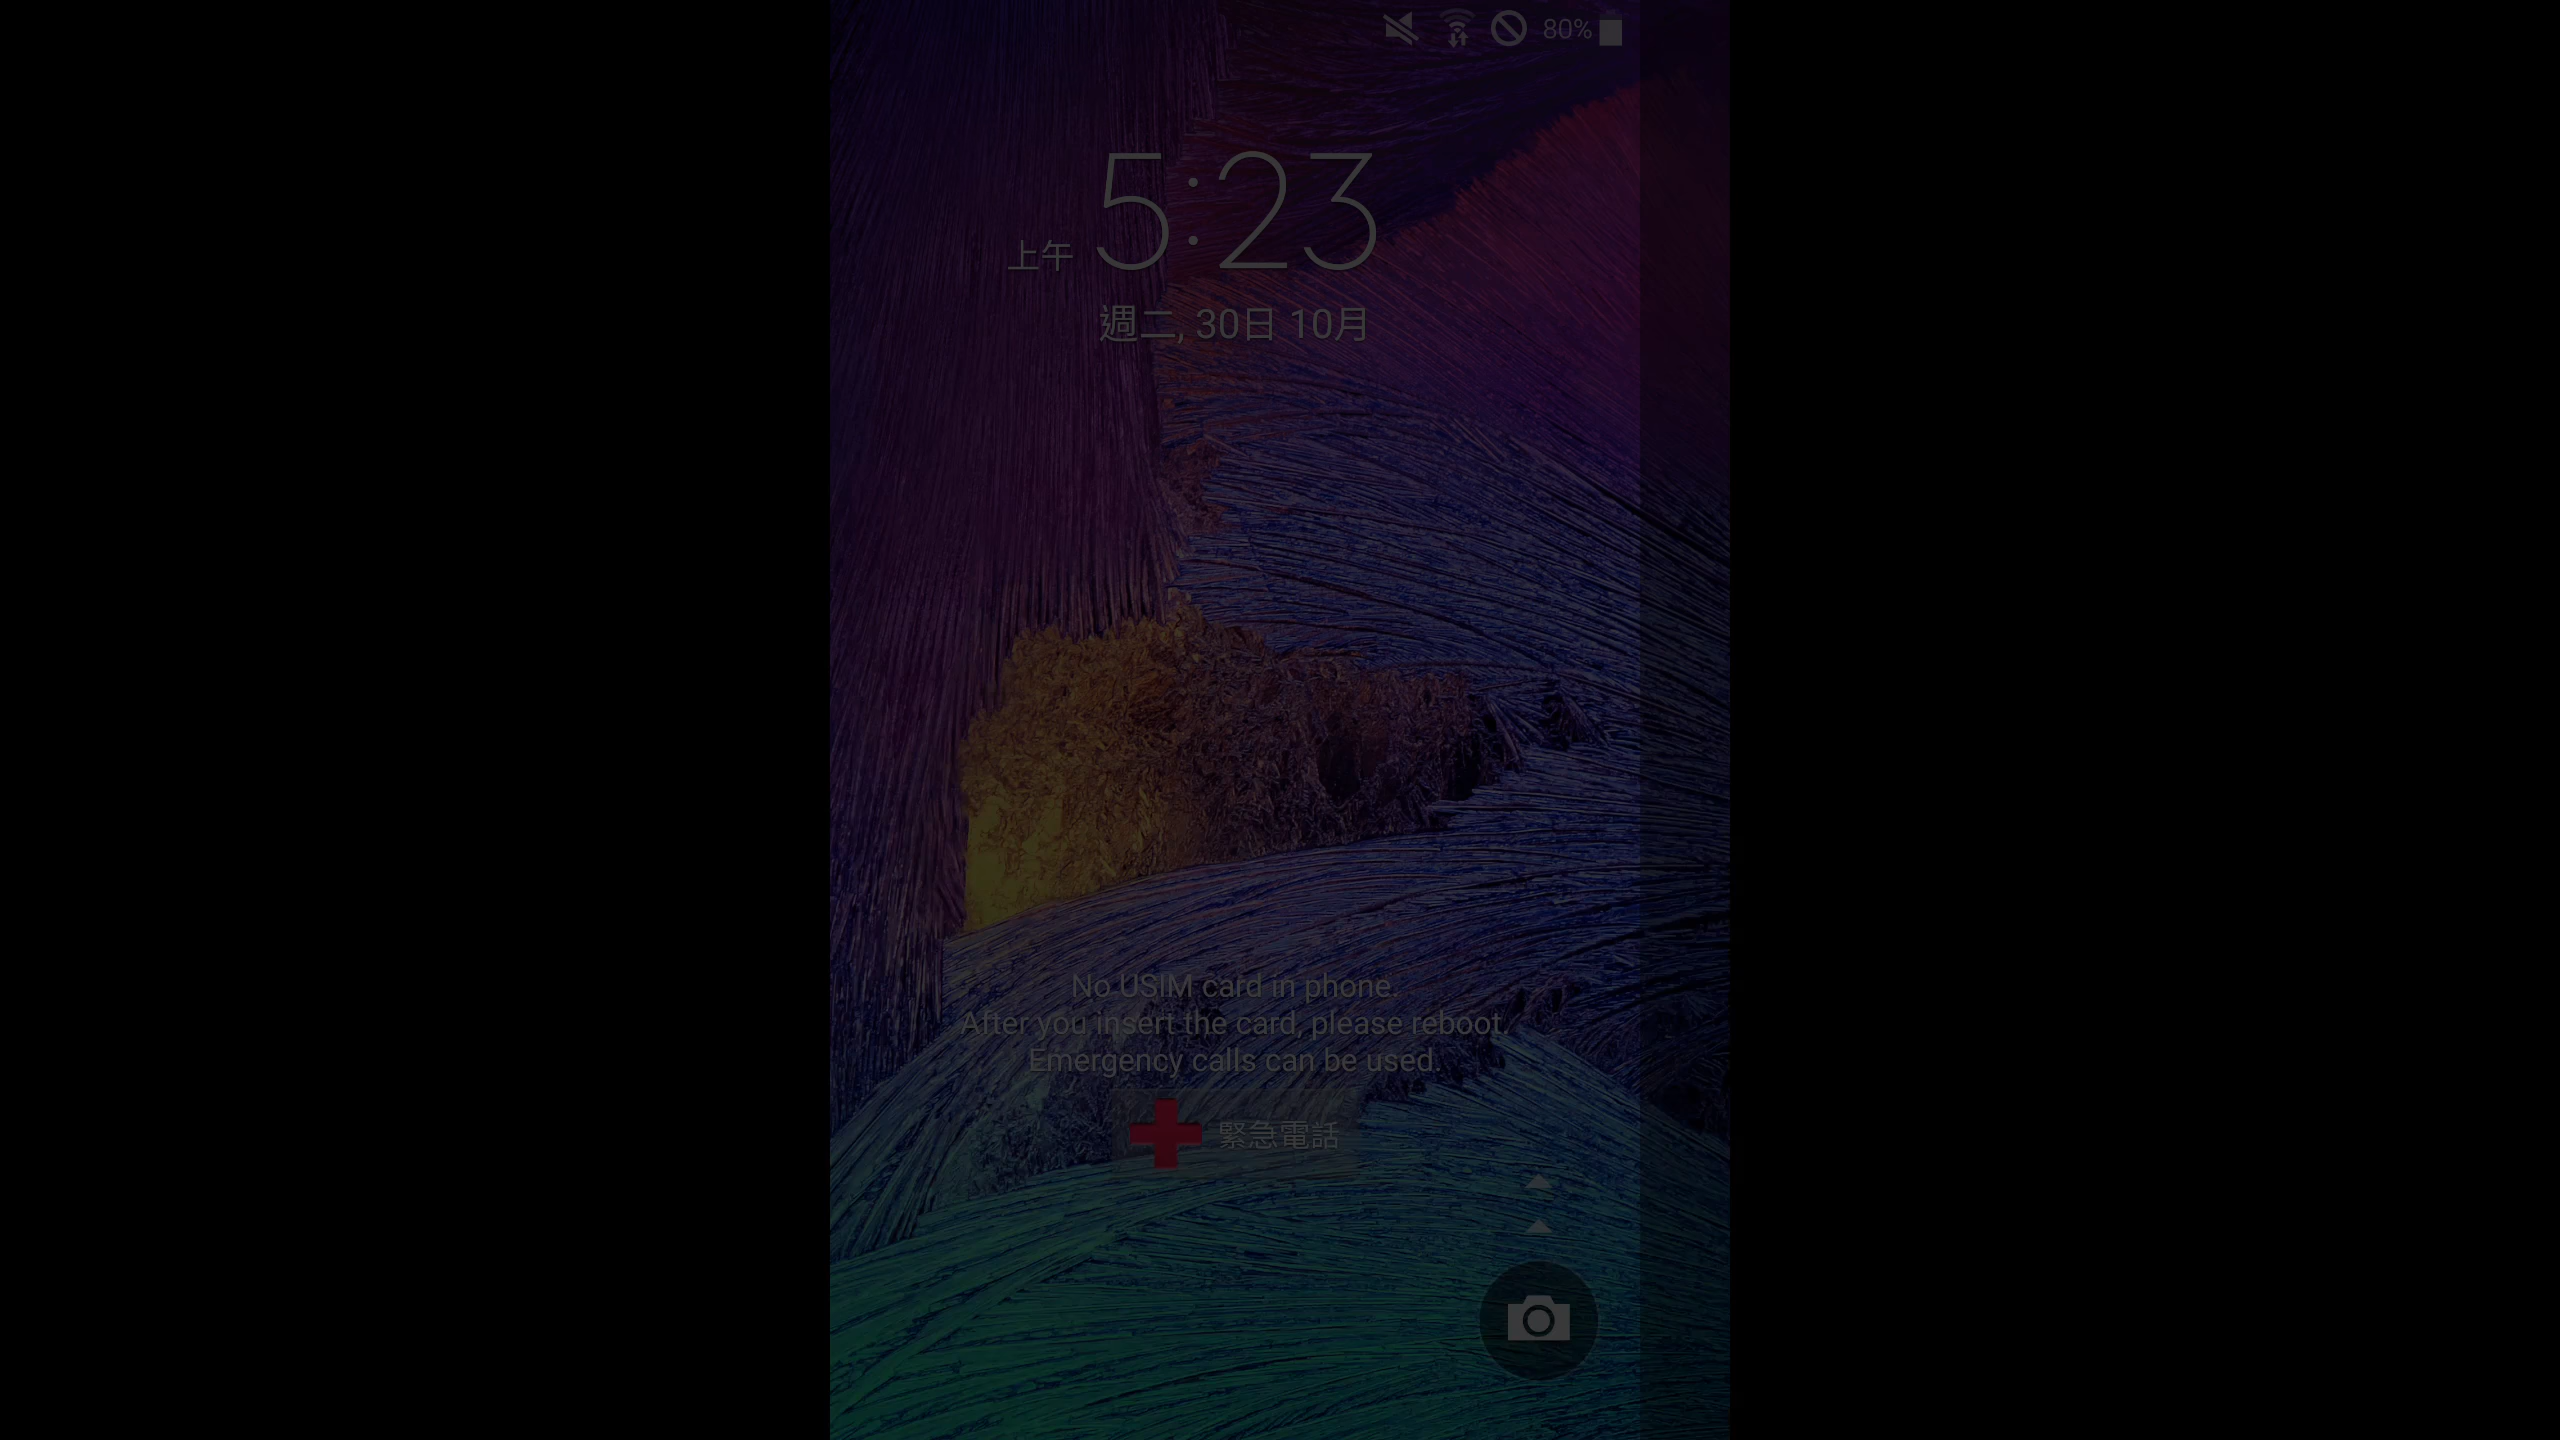 80%
上午 5:23
週二, 30日 10月
No USIM card in phone.
After you insert the card, please reboot.
Emergency calls can be used.
緊急電話